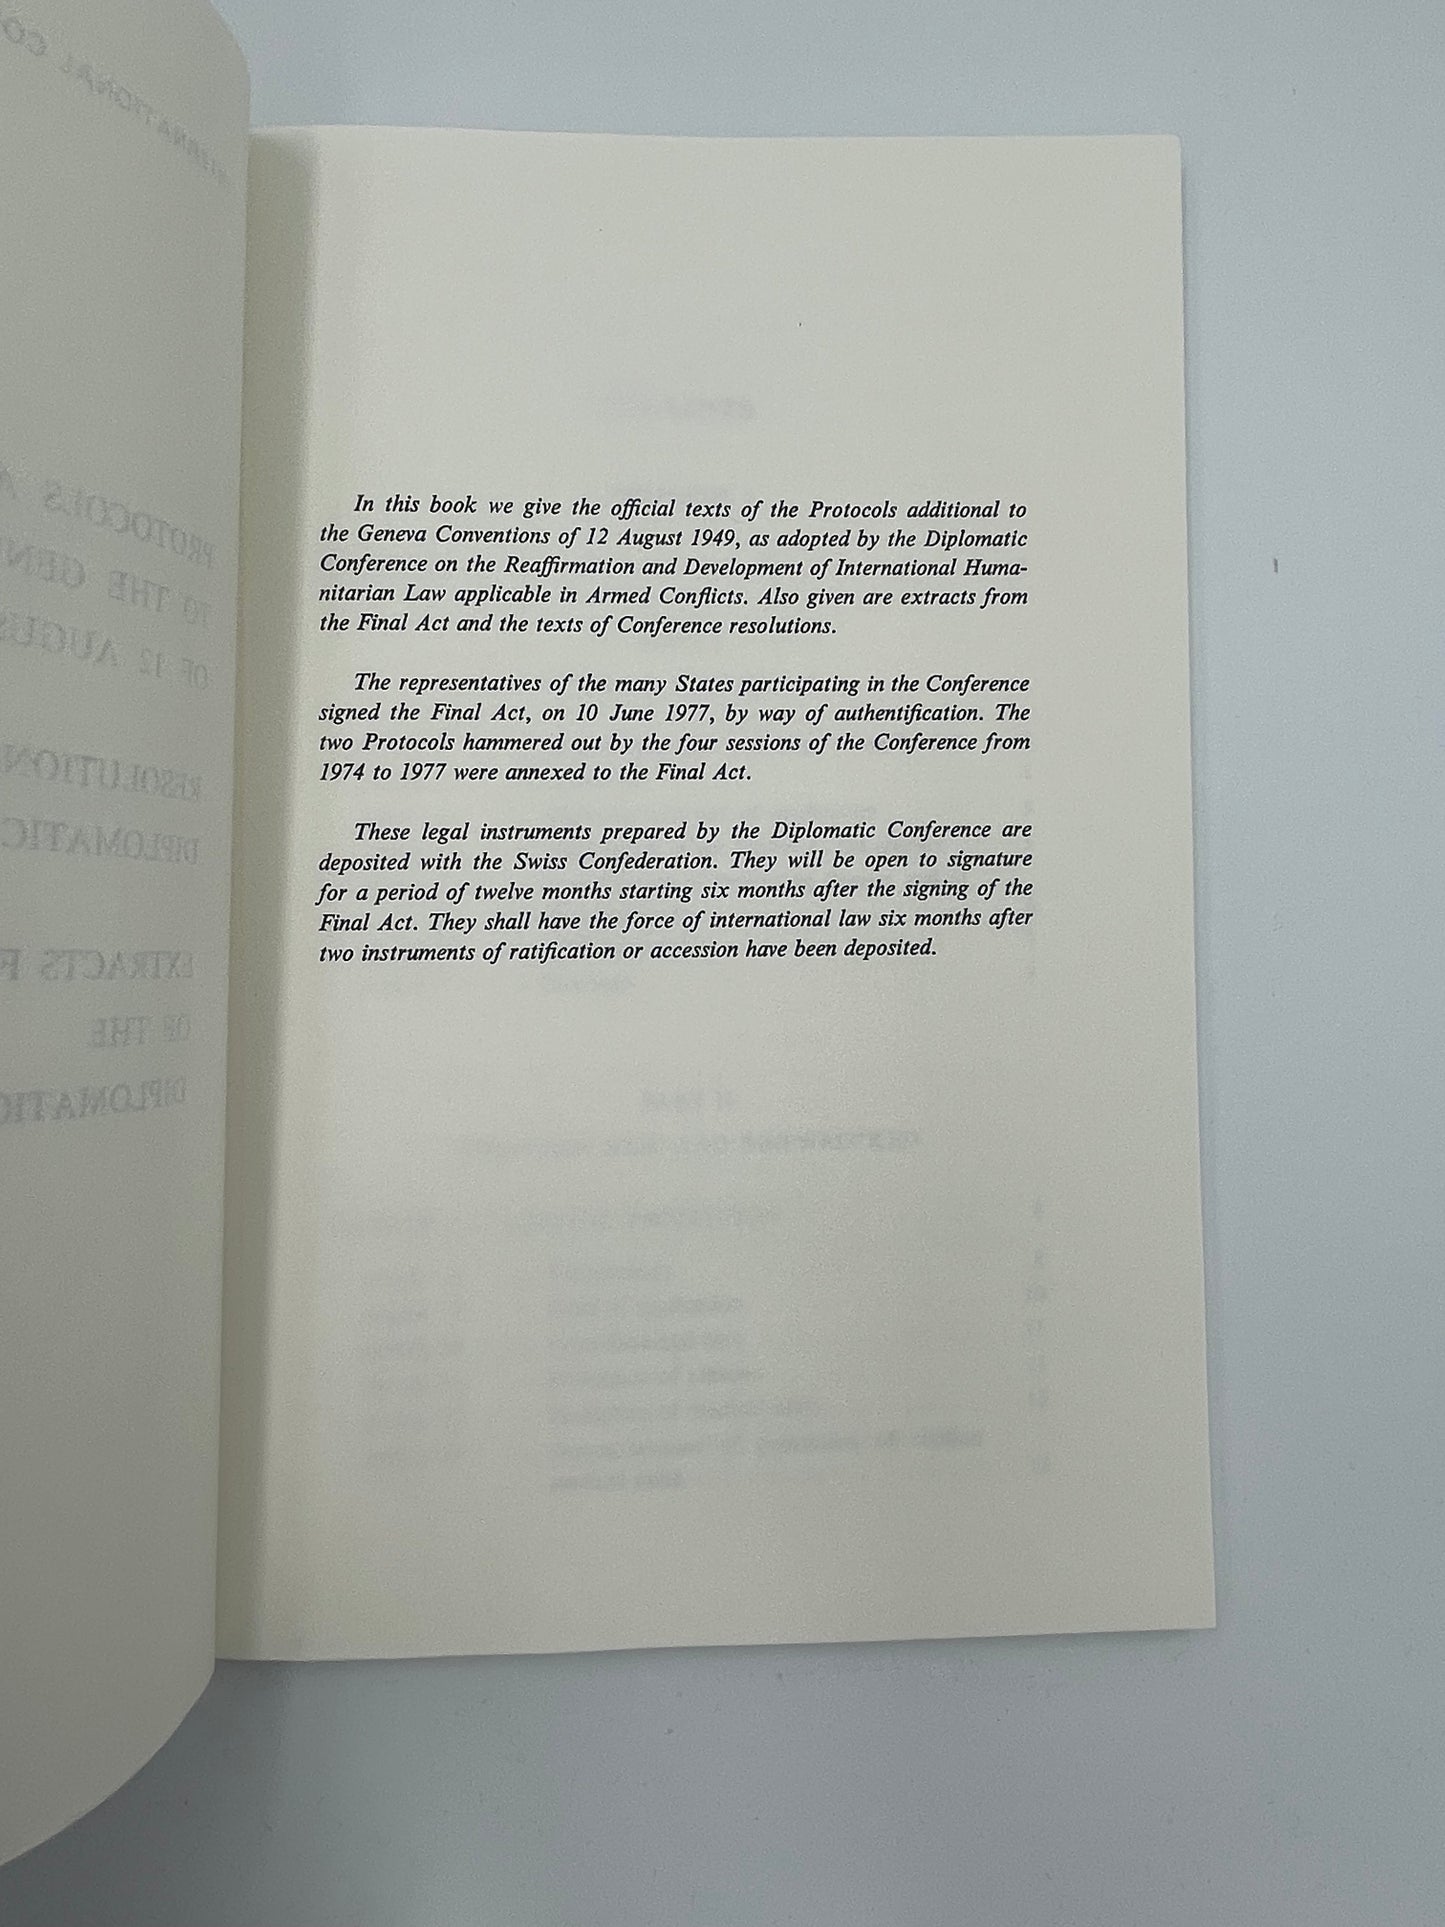 In this book we give the official texts of the Protocols additional to
the Geneva Conventions of 12 August 1949, as adopted by the Diplomatic
Conference on the Reaffirmation and Development of International Huma-
nitarian Law applicable in Armed Conflicts. Also given are extracts from
the Final Act and the texts of Conference resolutions.
The representatives of the many States participating in the Conference
signed the Final Act, on 10 June 1977, by way of authentification. The
two Protocols hammered out by the four sessions of the Conference from
1974 to 1977 were annexed to the Final Act.
These legal instruments prepared by the Diplomatic Conference are
deposited with the Swiss Confederation. They will be open to signature
for a period of twelve months starting six months after the signing of the
Final Act. They shall have the force of international law six months after
two instruments of ratification or accession have been deposited.